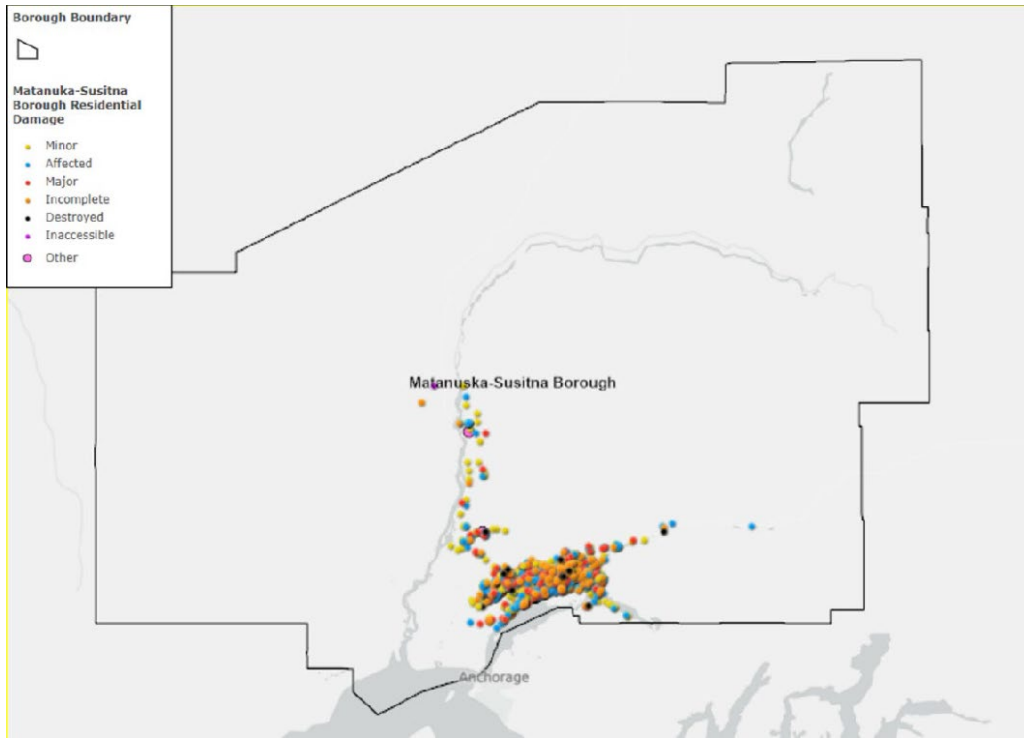 Borough Boundary
Matanuka-Susitna
Borough Residential
Damage
Minor
Affected
Major
Incomplete
Destroyed
Inaccessible
Other
Matanuska-Susitna Borough
Anchorage